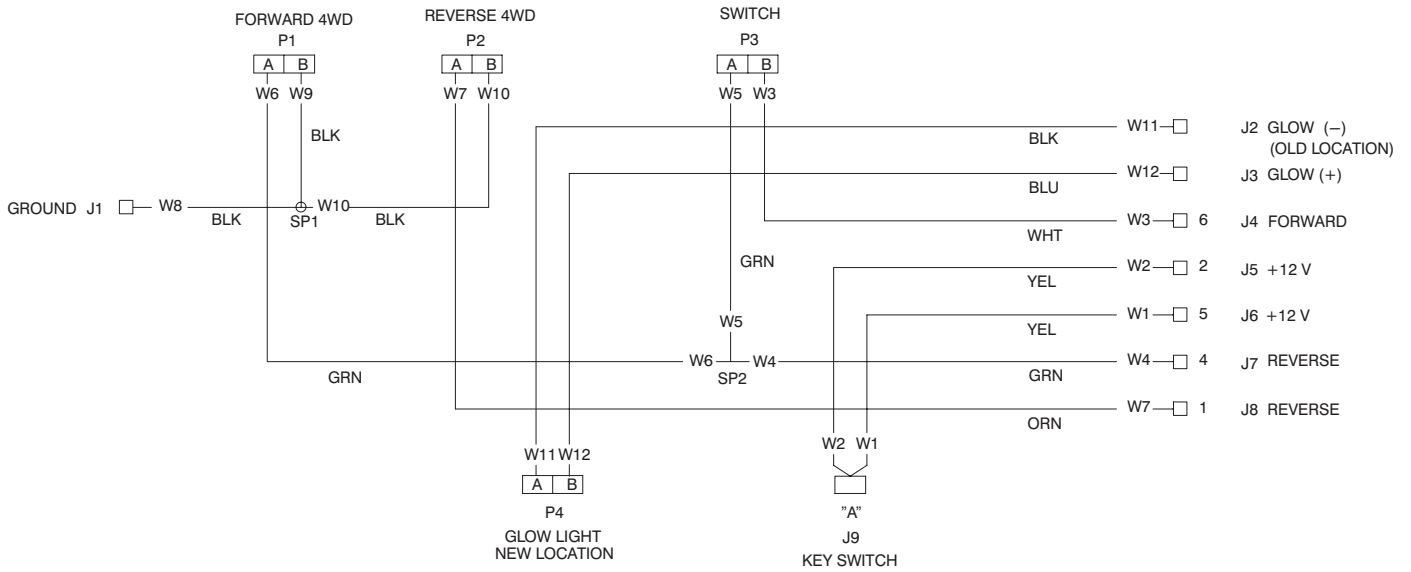 FORWARD 4WD
REVERSE 4WD
SWITCH
P1
P2
P3
A B
A B
A B
W6 W9
W7 W10
W5 W3
BLK
W11
BLK
J2 GLOW (−)
(OLD LOCATION)
W12
BLU
J3 GLOW (+)
GROUND J1
W8
BLK
SP1
W10
BLK
W3
WHT
6
J4 FORWARD
GRN
W2
YEL
2
J5 +12 V
W5
W1
YEL
5
J6 +12 V
GRN
W6
SP2
W4
GRN
W4
4
J7 REVERSE
W7
ORN
1
J8 REVERSE
W2 W1
W11 W12
A B
P4
GLOW LIGHT
NEW LOCATION
"A"
J9
KEY SWITCH